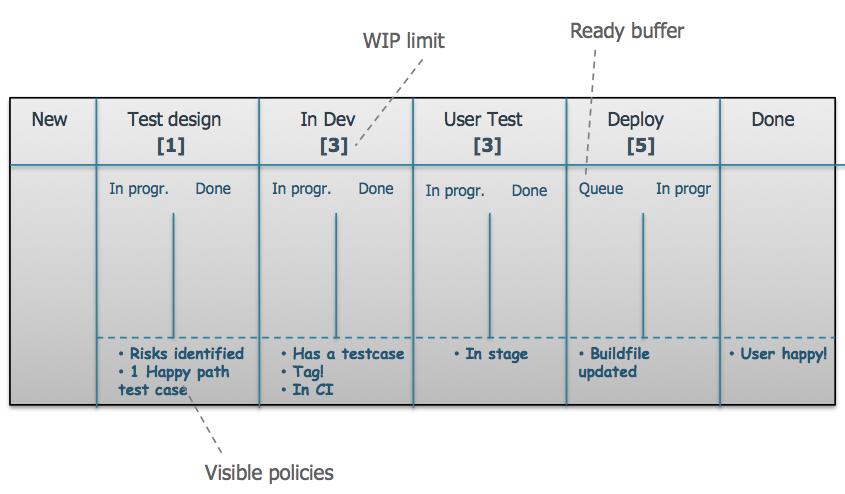 Ready buffer
WIP limit
New
Test design
[1]
In Dev
[3]
User Test
[3]
Deploy
[5]
Done
In progr.
Done
In progr.
Done
In progr.
Done
Queue
In progr
• Risks identified
• 1 Happy path
test case
• Has a testcase
• Tag!
• In CI
• In stage
• Buildfile
updated
• User happy!
Visible policies